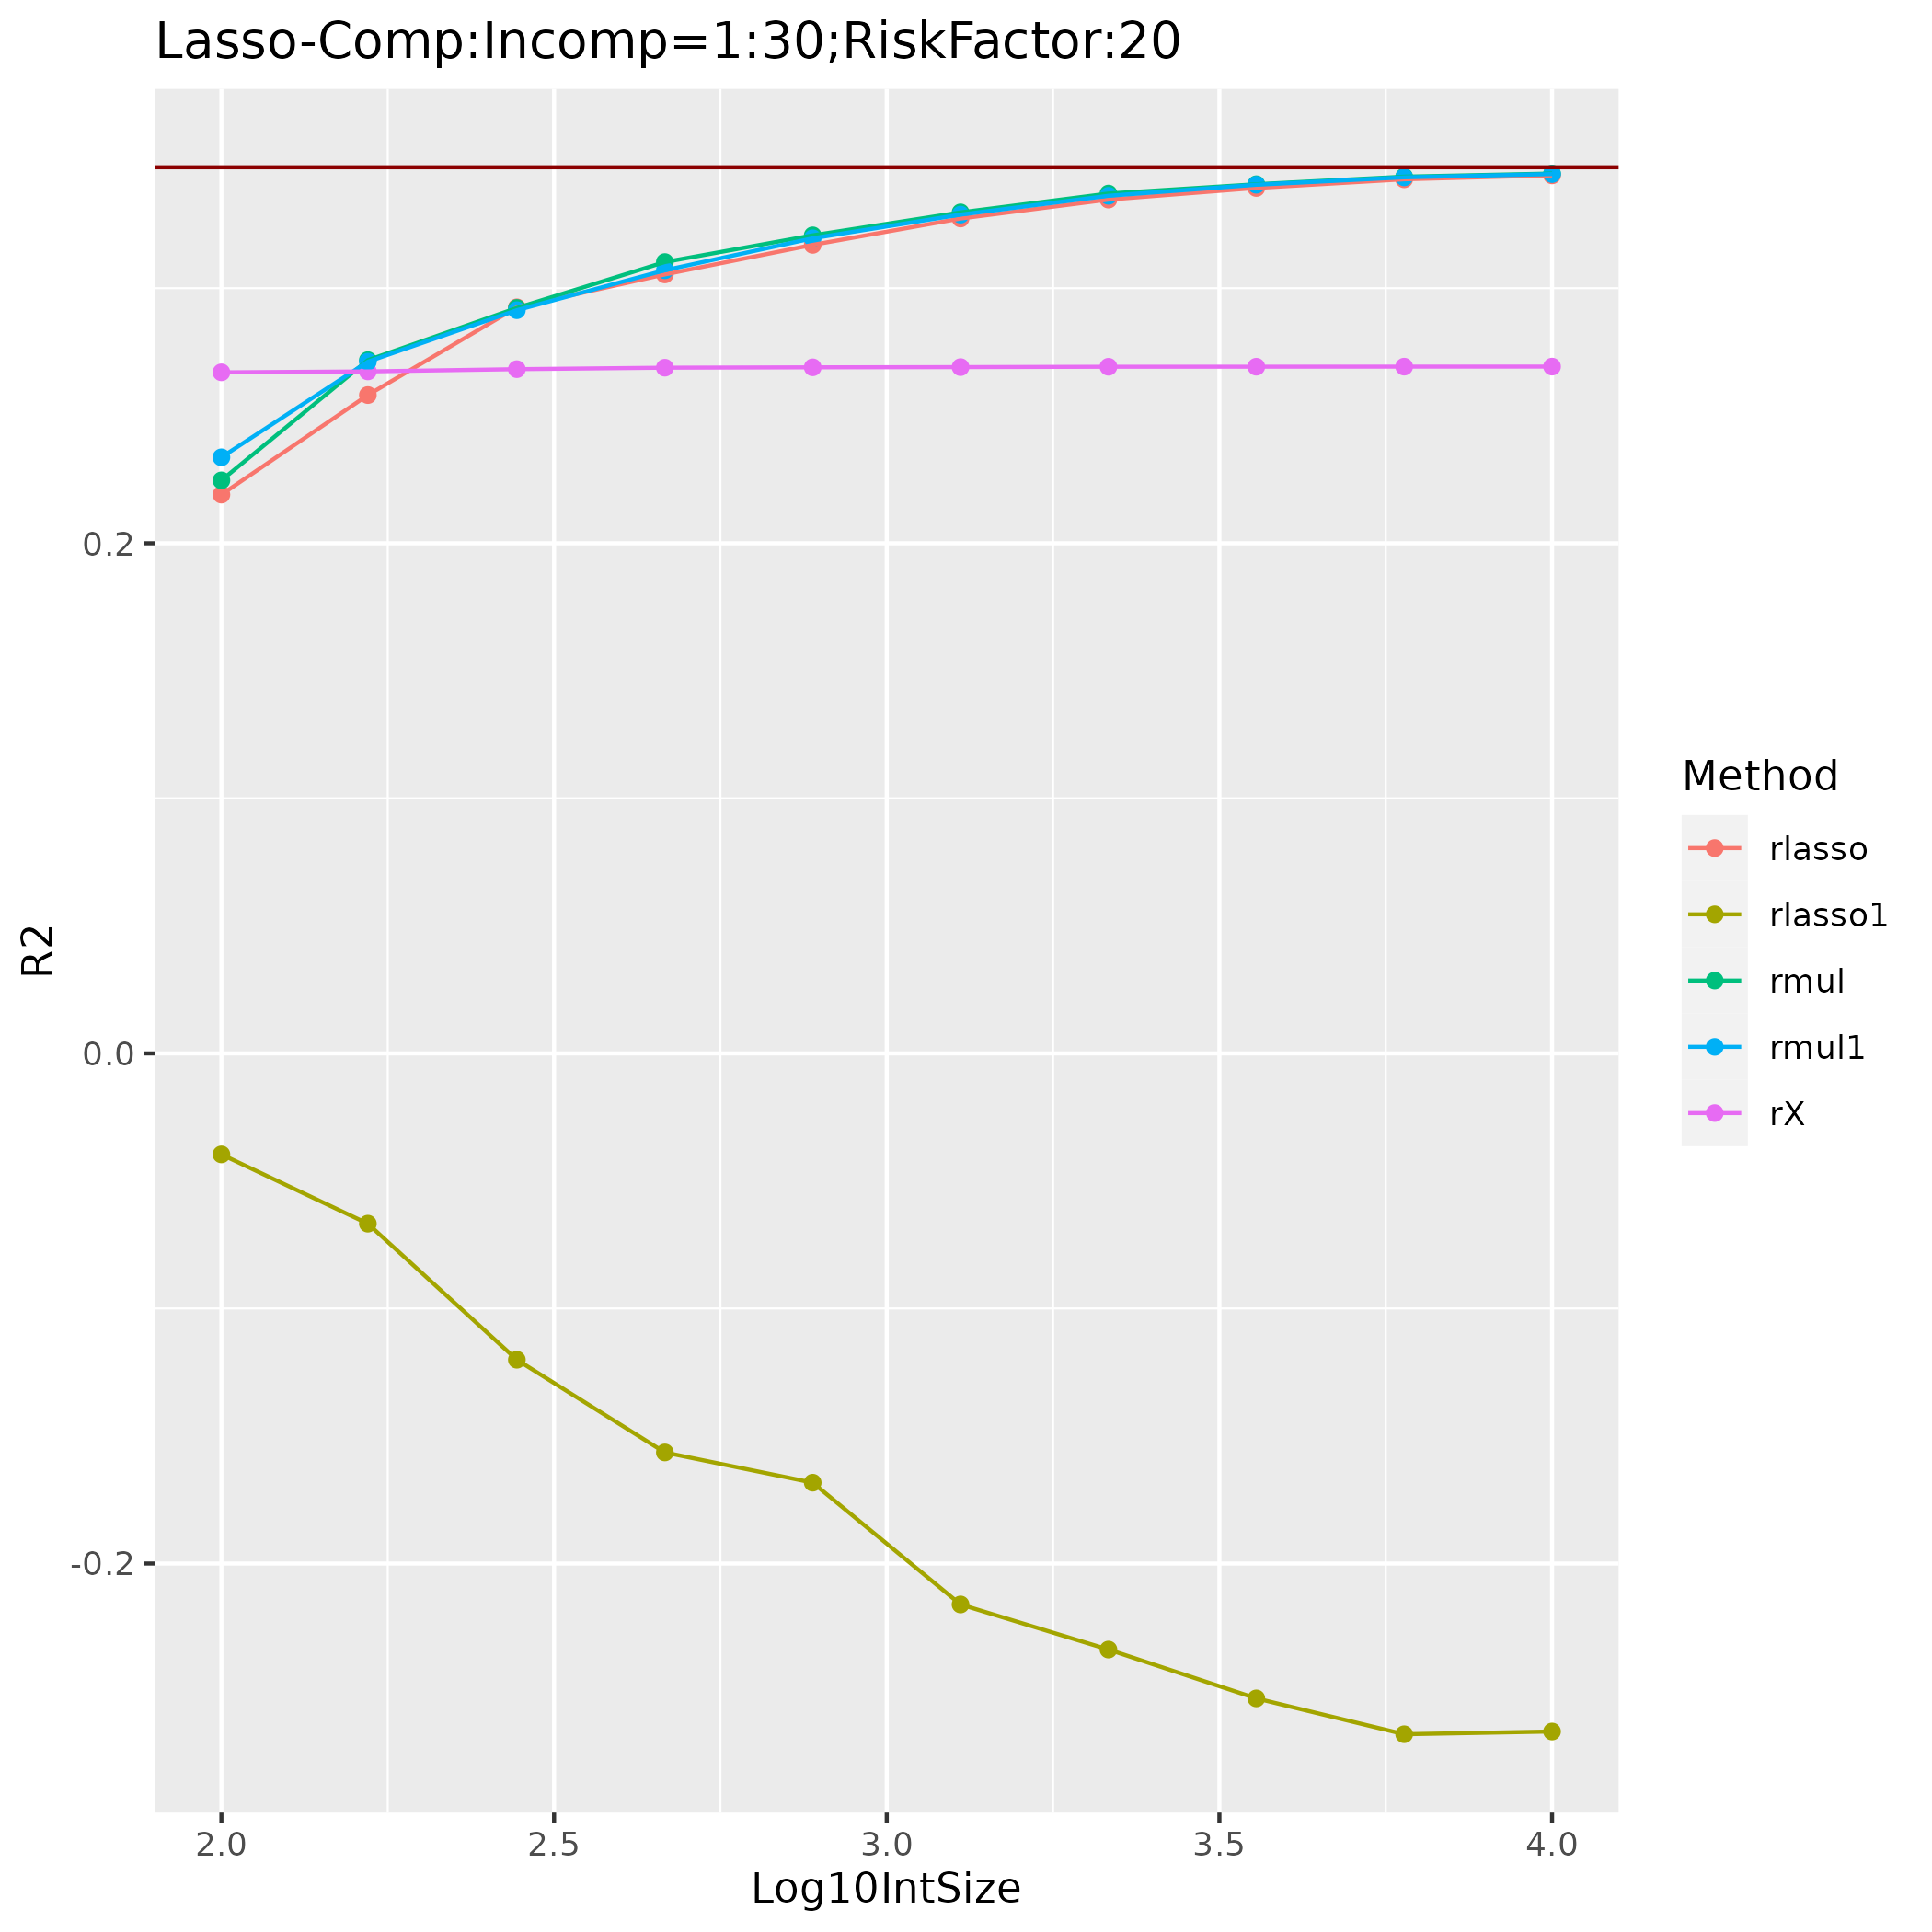 Lasso-Comp:Incomp=1:30;RiskFactor:20
R2
0.2
0.0
-0.2
2.0 2.5 3.0 3.5 4.0
Log10IntSize
Method
rlasso
rlasso1
rmul
rmul1
rX